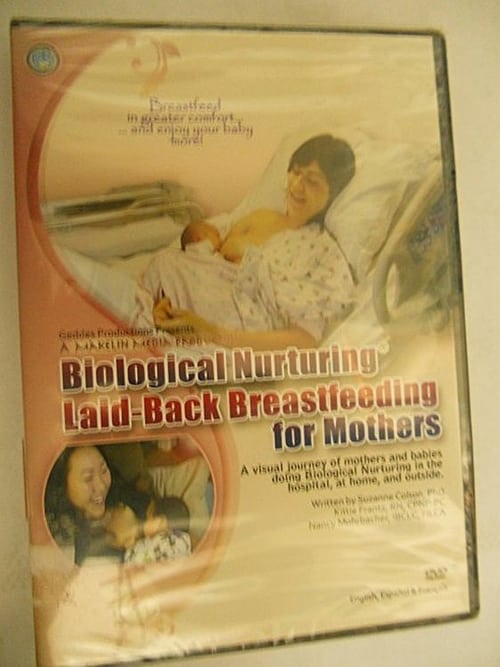 Breastfeed
in greater comfort...
... and enjoy your baby
more!
Geddes Productions Presents
A MAKELIN MEDIA
Biological Nurturing®
Laid-Back Breastfeeding
for Mothers
A visual journey of mothers and babies
doing Biological Nurturing in the
hospital, at home, and outside.
Written by Suzanne Colson, PhD
Kittie Frantz, RN, CPNP-PC
Nancy Mohrbacher, IBCLC, FILCA
DVD
English, Español & Français